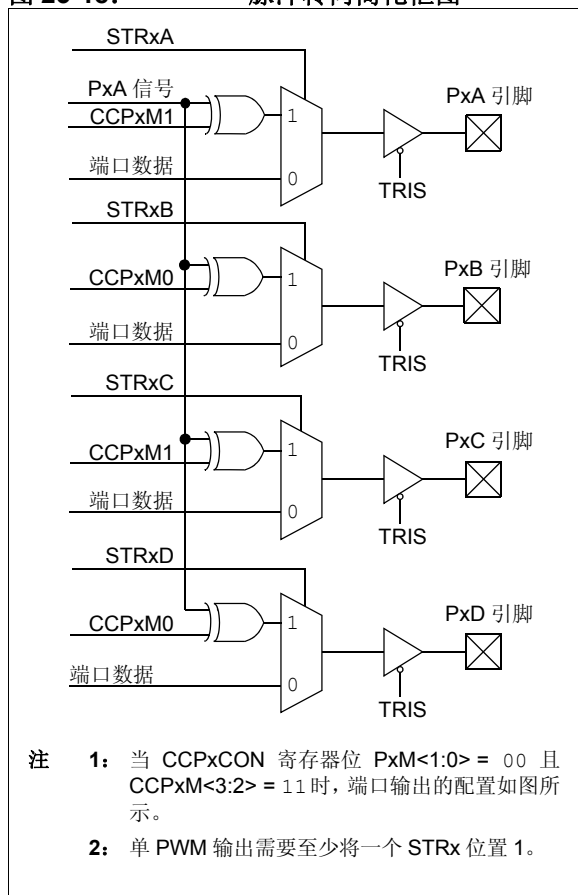 STRxA
PxA 信号
CCPxM1
1
端口数据
0
TRIS
PxA 引脚
STRxB
CCPxM0
1
端口数据
0
TRIS
PxB 引脚
STRxC
CCPxM1
1
端口数据
0
TRIS
PxC 引脚
STRxD
CCPxM0
1
端口数据
0
TRIS
PxD 引脚
注 1: 当 CCPxCON 寄存器位 PxM<1:0> = 00 且
CCPxM<3:2> = 11时，端口输出的配置如图所
示。
2: 单 PWM 输出需要至少将一个 STRx 位置 1。